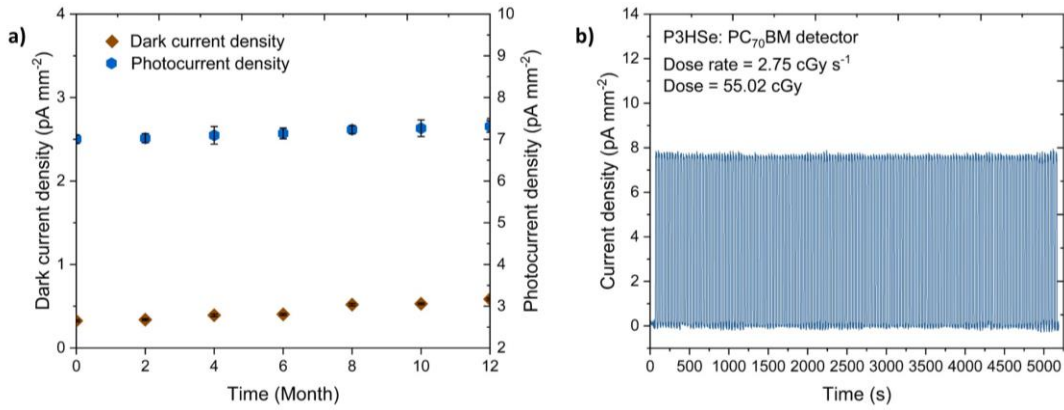 a)
Dark current density
Photocurrent density
Dark current density (pA mm⁻²)
4
3
2
1
0
Photocurrent density (pA mm⁻²)
10
9
8
7
6
5
4
3
2
0 2 4 6 8 10 12
Time (Month)
b)
P3HSe: PC₇₀BM detector
Dose rate = 2.75 cGy s⁻¹
Dose = 55.02 cGy
Current density (pA mm⁻²)
14
12
10
8
6
4
2
0
0 500 1000 1500 2000 2500 3000 3500 4000 4500 5000
Time (s)